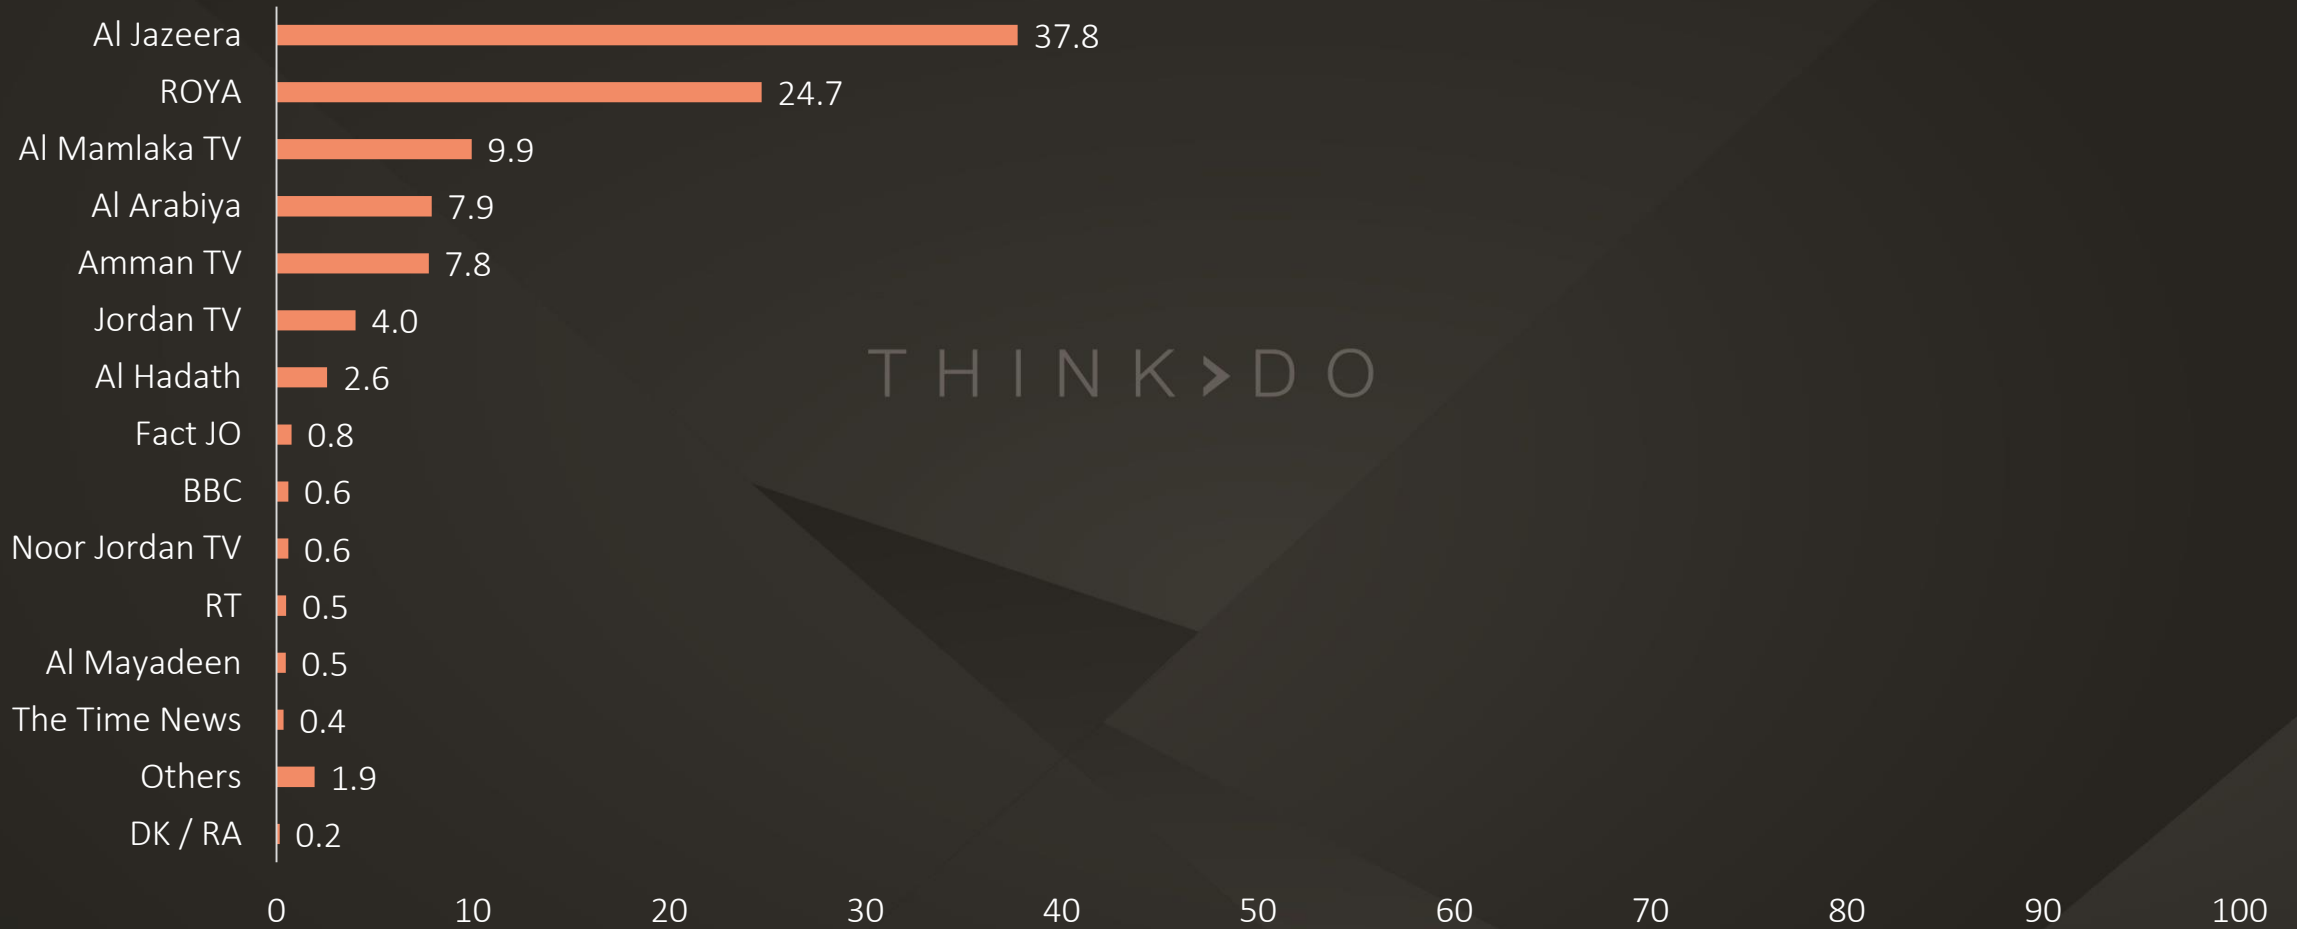 Al Jazeera 37.8
ROYA 24.7
Al Mamlaka TV 9.9
Al Arabiya 7.9
Amman TV 7.8
Jordan TV 4.0
Al Hadath 2.6
THINK>DO
Fact JO 0.8
BBC 0.6
Noor Jordan TV 0.6
RT 0.5
Al Mayadeen 0.5
The Time News 0.4
Others 1.9
DK / RA 0.2
0 10 20 30 40 50 60 70 80 90 100